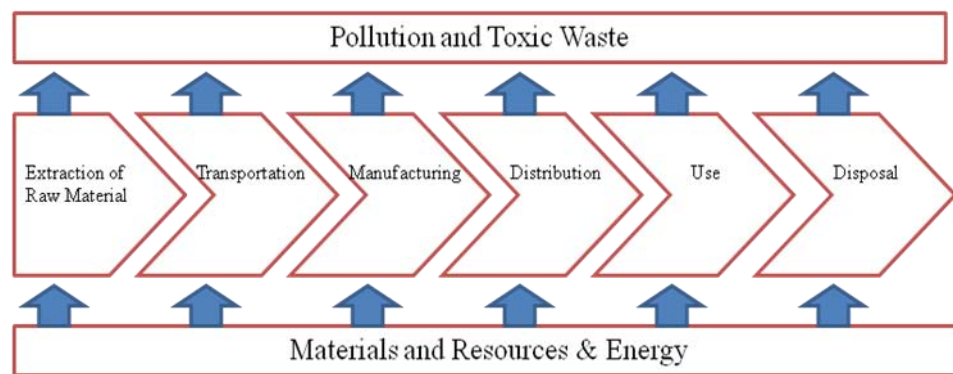 Pollution and Toxic Waste
Extraction of
Raw Material
Transportation
Manufacturing
Distribution
Use
Disposal
Materials and Resources & Energy